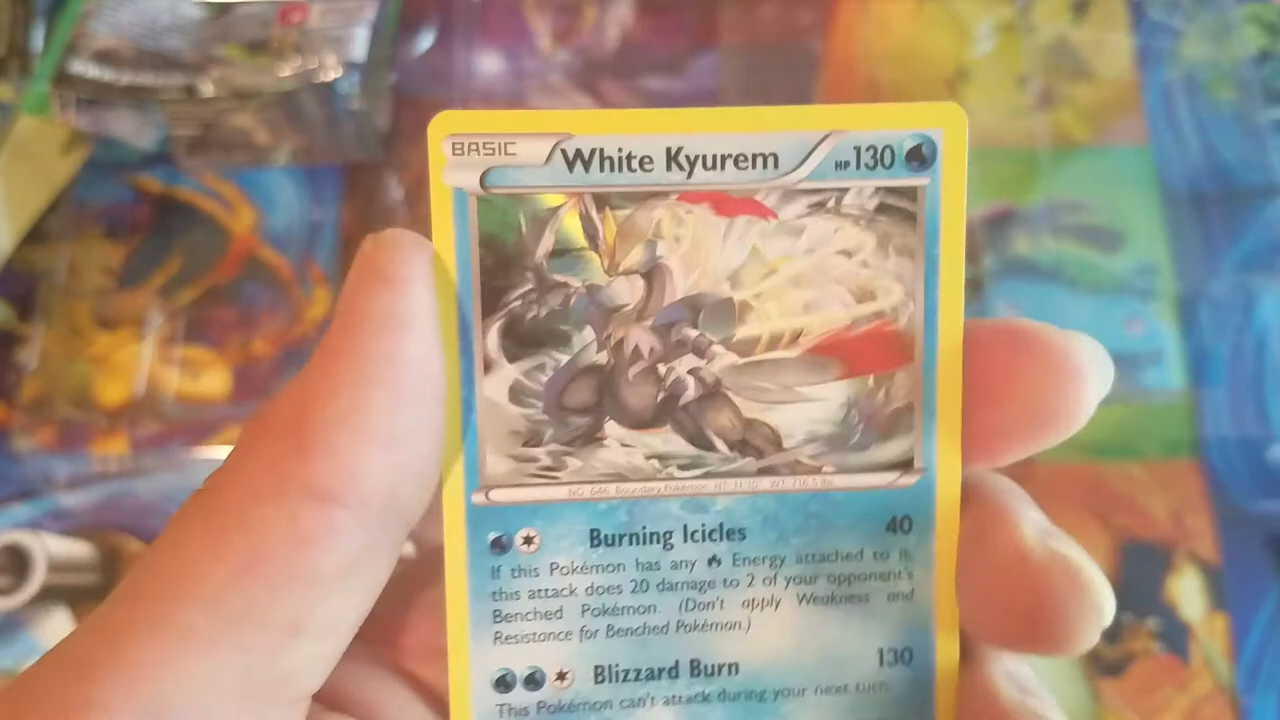 BASIC White Kyurem HP 130
NO. 646 Boundary Pokémon HT: 11'10" WT: 716.5 lbs.
Burning Icicles 40
If this Pokémon has any Energy attached to it,
this attack does 20 damage to 2 of your opponent's
Benched Pokémon. (Don't apply Weakness and
Resistance for Benched Pokémon.)
Blizzard Burn 130
This Pokémon can't attack during your next turn.